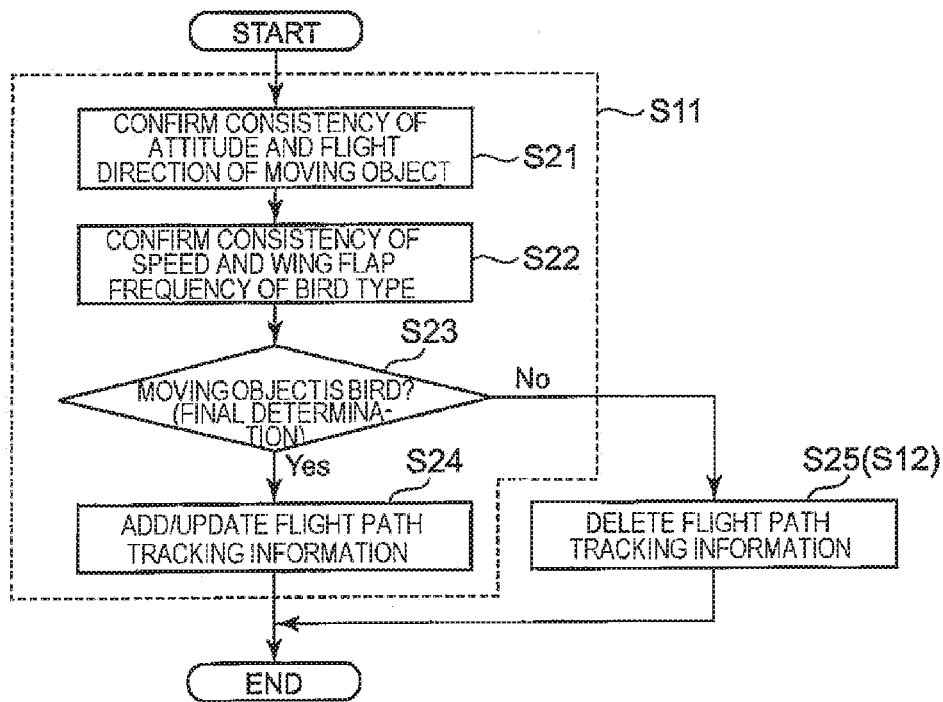 START
S11
CONFIRM CONSISTENCY OF
ATTITUDE AND FLIGHT
DIRECTION OF MOVING OBJECT
S21
CONFIRM CONSISTENCY OF
SPEED AND WING FLAP
FREQUENCY OF BIRD TYPE
S22
S23
MOVING OBJECT IS BIRD?
(FINAL DETERMINA-
TION)
No
Yes
S24
S25(S12)
ADD/UPDATE FLIGHT PATH
TRACKING INFORMATION
DELETE FLIGHT PATH
TRACKING INFORMATION
END